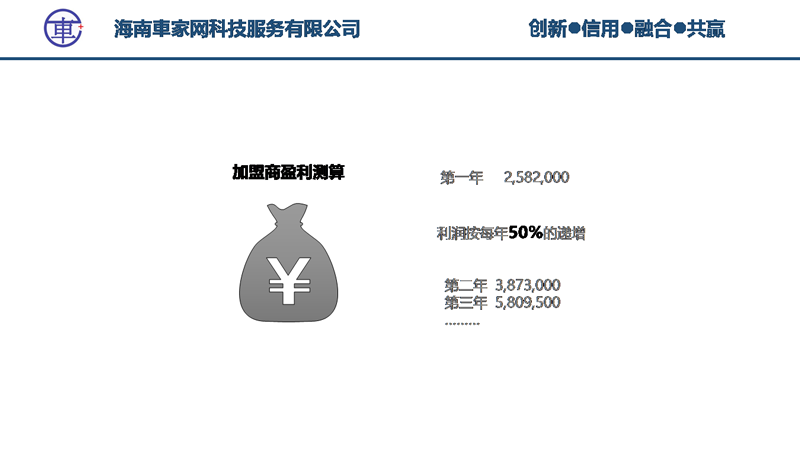 車
海南車家网科技服务有限公司
创新●信用●融合●共赢
加盟商盈利测算
¥
第一年 2,582,000
利润按每年50%的递增
第二年 3,873,000
第三年 5,809,500
.........